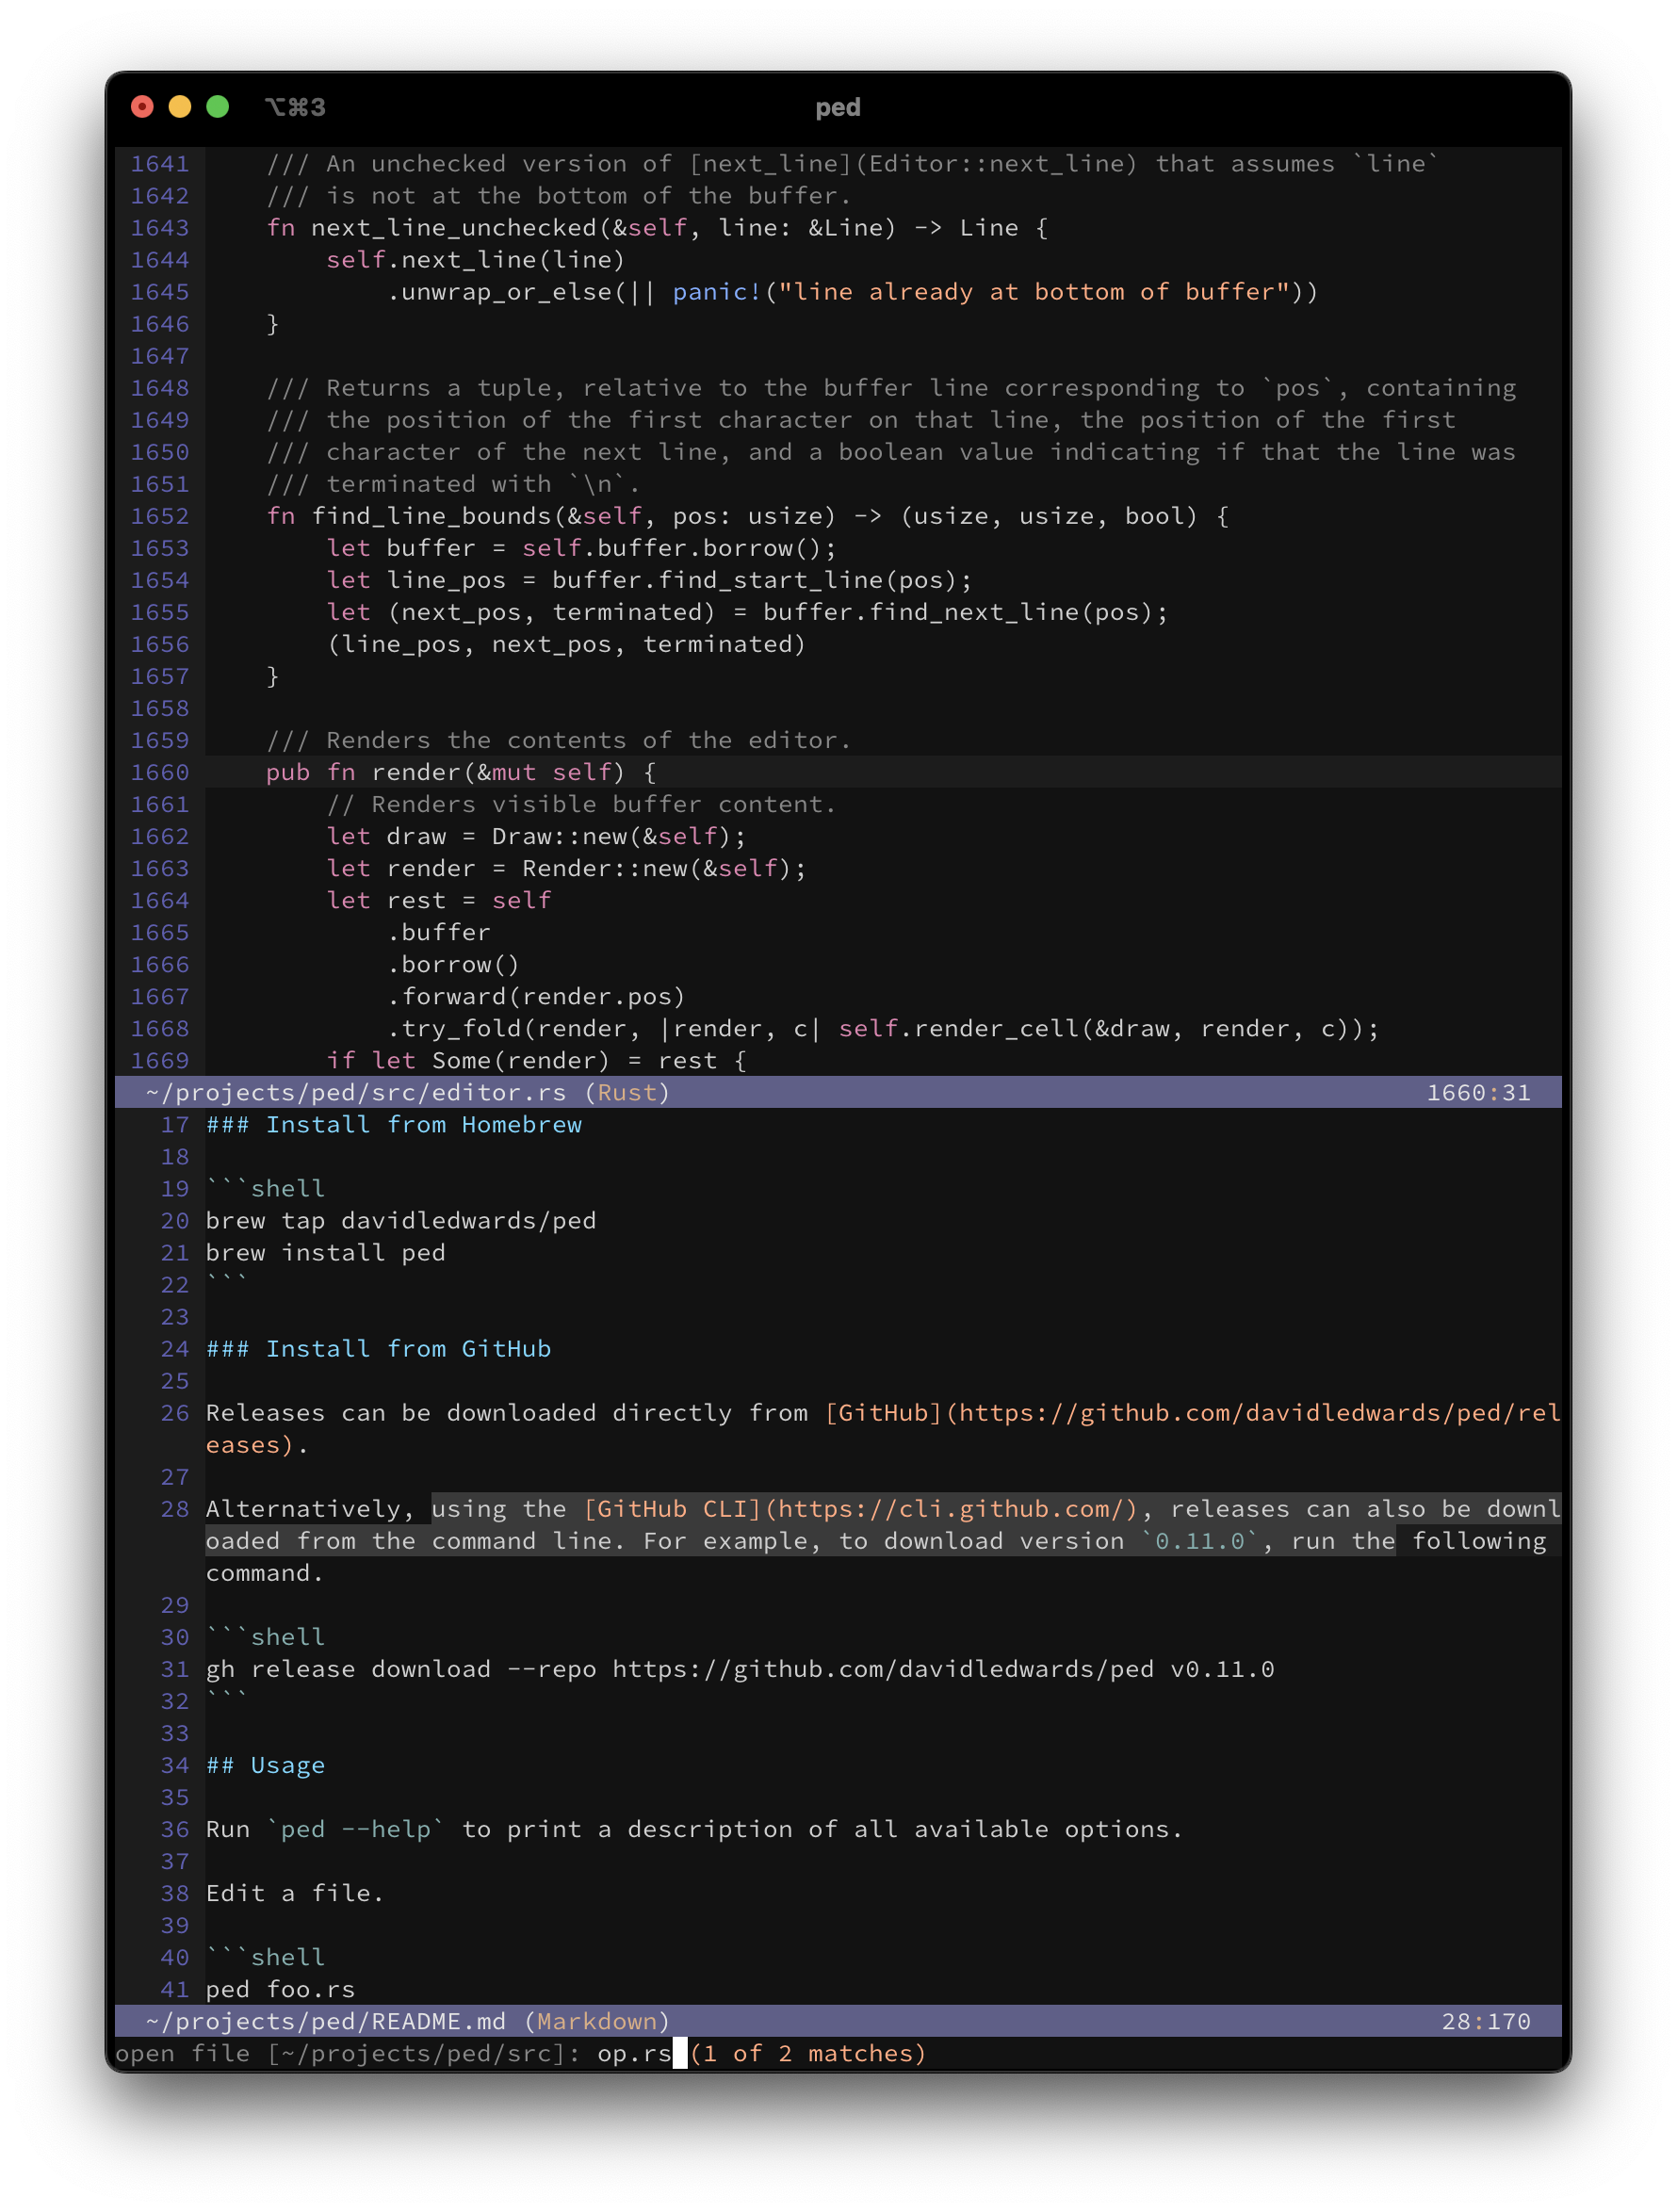 ⌥⌘3 ped
1641     /// An unchecked version of [next_line](Editor::next_line) that assumes `line`
1642     /// is not at the bottom of the buffer.
1643     fn next_line_unchecked(&self, line: &Line) -> Line {
1644         self.next_line(line)
1645             .unwrap_or_else(|| panic!("line already at bottom of buffer"))
1646     }
1647
1648     /// Returns a tuple, relative to the buffer line corresponding to `pos`, containing
1649     /// the position of the first character on that line, the position of the first
1650     /// character of the next line, and a boolean value indicating if that the line was
1651     /// terminated with `\n`.
1652     fn find_line_bounds(&self, pos: usize) -> (usize, usize, bool) {
1653         let buffer = self.buffer.borrow();
1654         let line_pos = buffer.find_start_line(pos);
1655         let (next_pos, terminated) = buffer.find_next_line(pos);
1656         (line_pos, next_pos, terminated)
1657     }
1658
1659     /// Renders the contents of the editor.
1660     pub fn render(&mut self) {
1661         // Renders visible buffer content.
1662         let draw = Draw::new(&self);
1663         let render = Render::new(&self);
1664         let rest = self
1665             .buffer
1666             .borrow()
1667             .forward(render.pos)
1668             .try_fold(render, |render, c| self.render_cell(&draw, render, c));
1669         if let Some(render) = rest {
~/projects/ped/src/editor.rs (Rust) 1660:31
17 ### Install from Homebrew
18
19 ```shell
20 brew tap davidledwards/ped
21 brew install ped
22 ```
23
24 ### Install from GitHub
25
26 Releases can be downloaded directly from [GitHub](https://github.com/davidledwards/ped/rel
eases).
27
28 Alternatively, using the [GitHub CLI](https://cli.github.com/), releases can also be downl
oaded from the command line. For example, to download version `0.11.0`, run the following
command.
29
30 ```shell
31 gh release download --repo https://github.com/davidledwards/ped v0.11.0
32 ```
33
34 ## Usage
35
36 Run `ped --help` to print a description of all available options.
37
38 Edit a file.
39
40 ```shell
41 ped foo.rs
~/projects/ped/README.md (Markdown) 28:170
open file [~/projects/ped/src]: op.rs (1 of 2 matches)